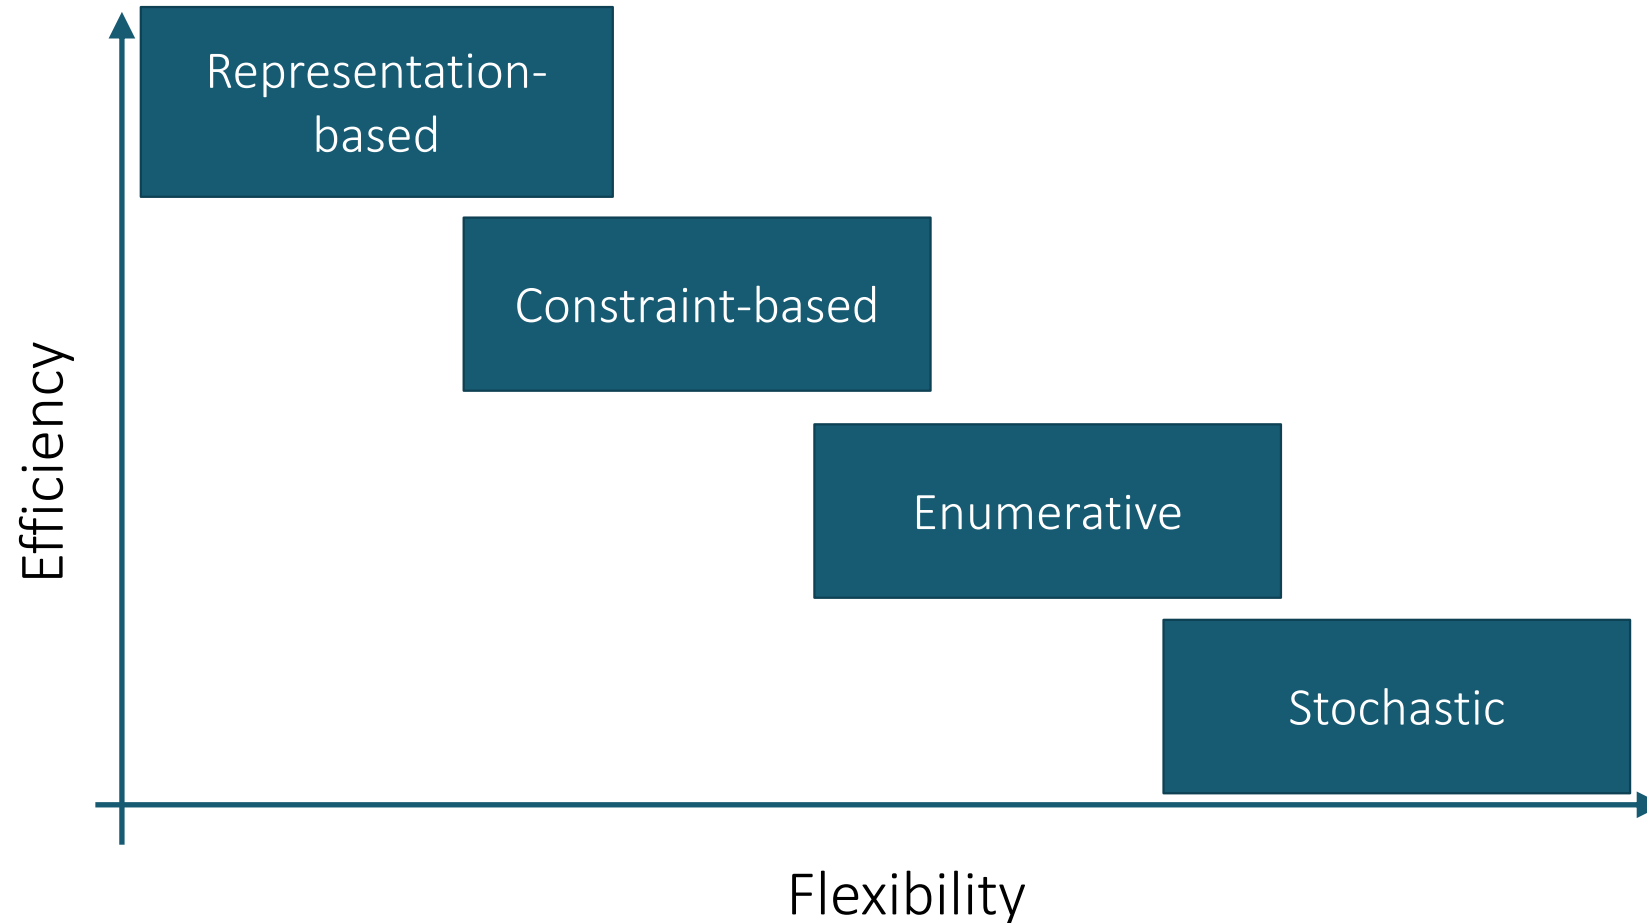 Representation-
based
Constraint-based
Enumerative
Stochastic
Efficiency
Flexibility